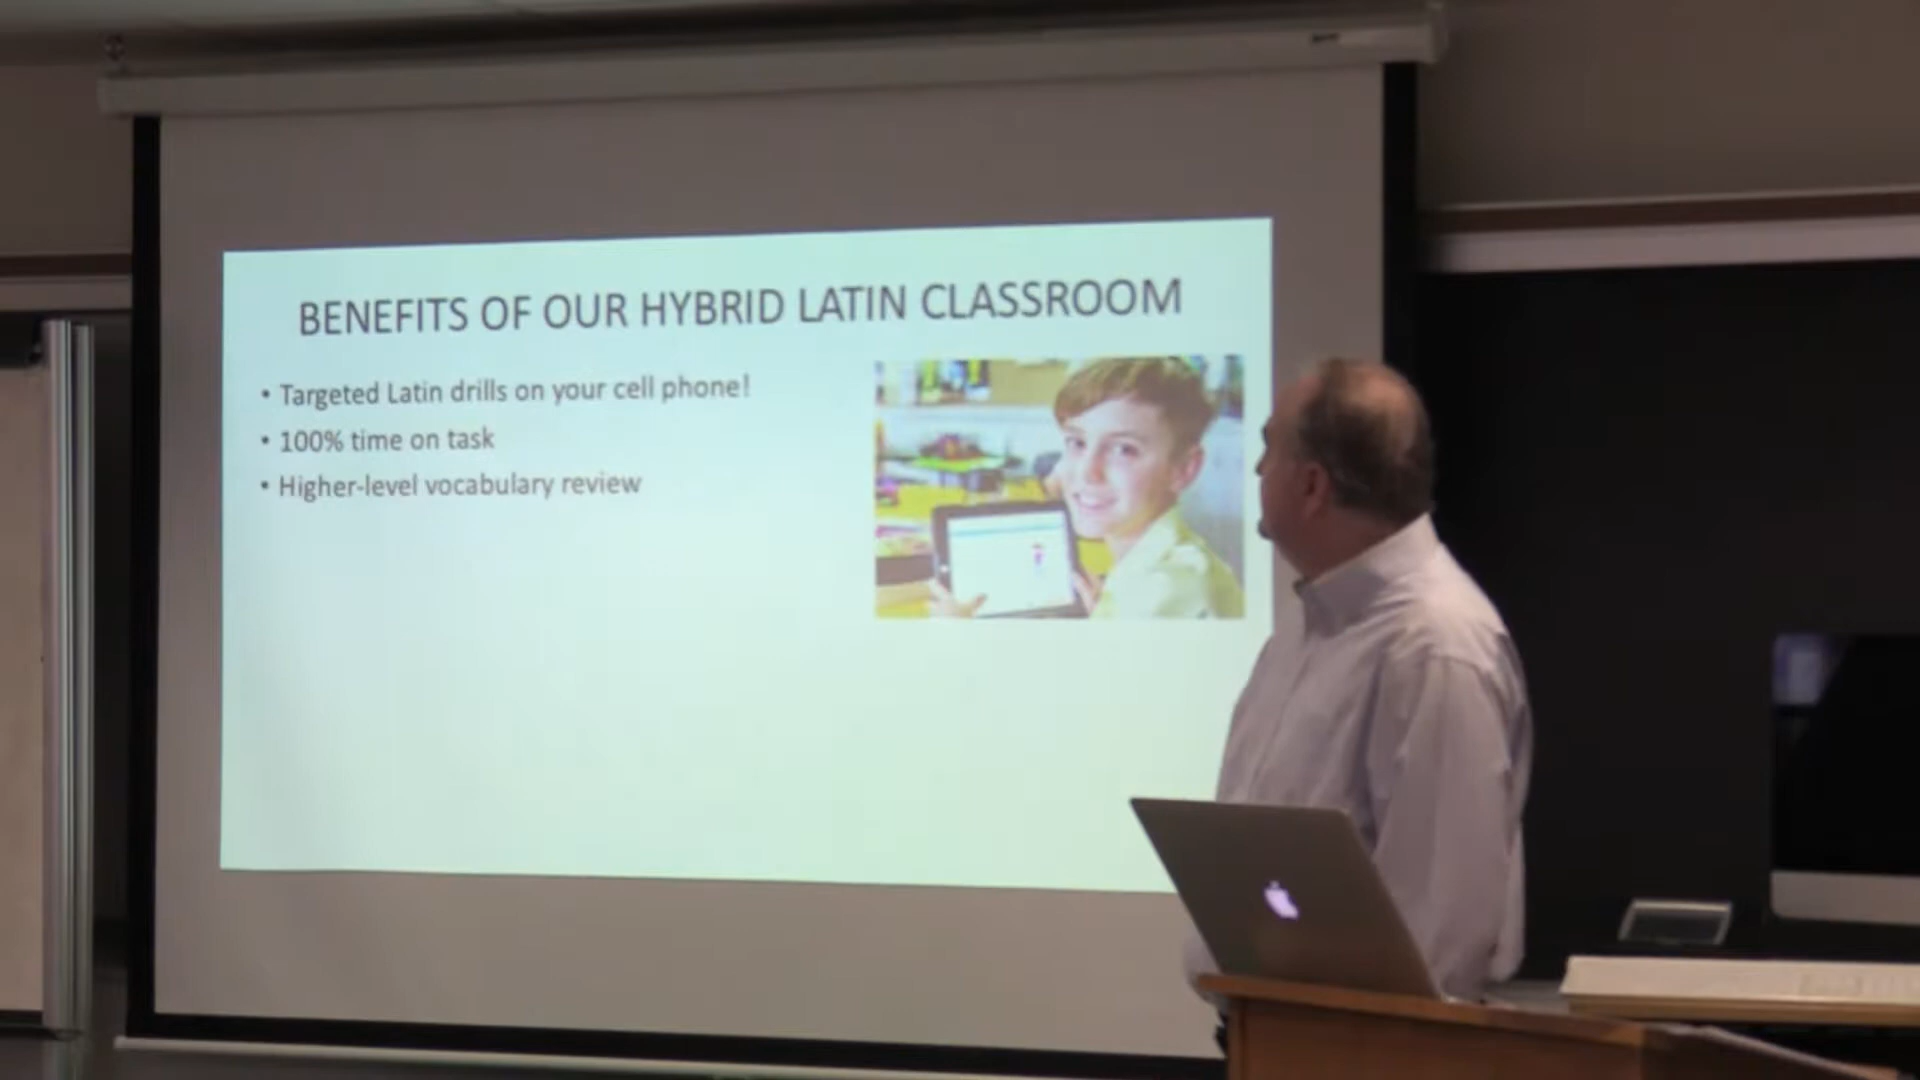 BENEFITS OF OUR HYBRID LATIN CLASSROOM
• Targeted Latin drills on your cell phone!
• 100% time on task
• Higher-level vocabulary review